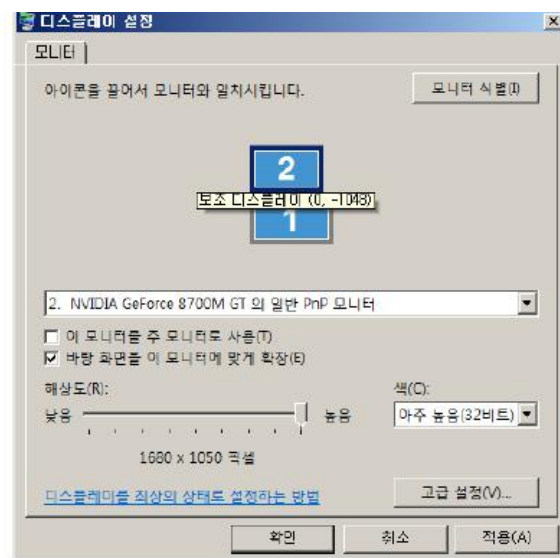 디스플레이 설정
모니터
아이콘을 끌어서 모니터와 일치시킵니다.
모니터 식별(I)
2
보조 디스플레이 (0, -1048)
1
2. NVIDIA GeForce 8700M GT 의 일반 PnP 모니터
이 모니터를 주 모니터로 사용(T)
바탕 화면을 이 모니터에 맞게 확장(E)
해상도(R):
색(C):
낮음
높음
아주 높음(32비트)
1680 x 1050 픽셀
디스플레이를 최상의 상태로 설정하는 방법
고급 설정(V)...
확인
취소
적용(A)